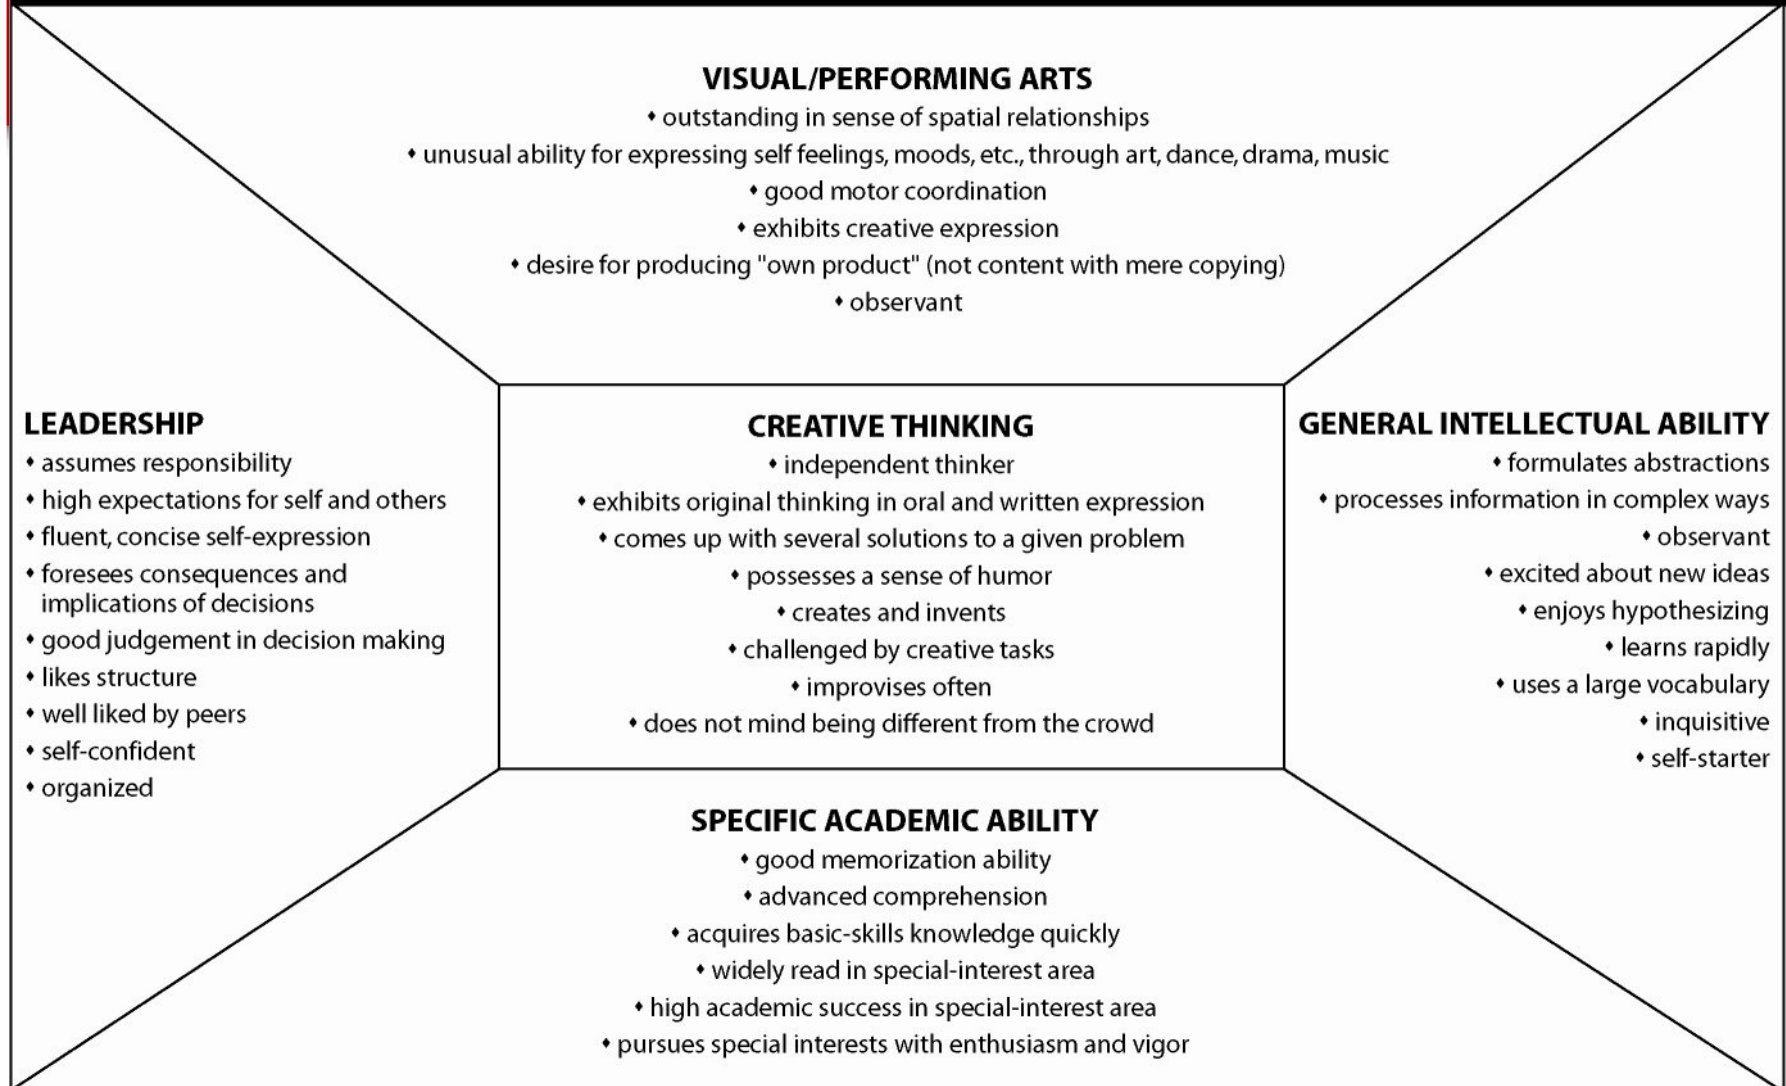 VISUAL/PERFORMING ARTS
♦ outstanding in sense of spatial relationships
♦ unusual ability for expressing self feelings, moods, etc., through art, dance, drama, music
♦ good motor coordination
♦ exhibits creative expression
♦ desire for producing "own product" (not content with mere copying)
♦ observant
LEADERSHIP
♦ assumes responsibility
♦ high expectations for self and others
♦ fluent, concise self-expression
♦ foresees consequences and
implications of decisions
♦ good judgement in decision making
♦ likes structure
♦ well liked by peers
♦ self-confident
♦ organized
CREATIVE THINKING
♦ independent thinker
♦ exhibits original thinking in oral and written expression
♦ comes up with several solutions to a given problem
♦ possesses a sense of humor
♦ creates and invents
♦ challenged by creative tasks
♦ improvises often
♦ does not mind being different from the crowd
GENERAL INTELLECTUAL ABILITY
♦ formulates abstractions
♦ processes information in complex ways
♦ observant
♦ excited about new ideas
♦ enjoys hypothesizing
♦ learns rapidly
♦ uses a large vocabulary
♦ inquisitive
♦ self-starter
SPECIFIC ACADEMIC ABILITY
♦ good memorization ability
♦ advanced comprehension
♦ acquires basic-skills knowledge quickly
♦ widely read in special-interest area
♦ high academic success in special-interest area
♦ pursues special interests with enthusiasm and vigor